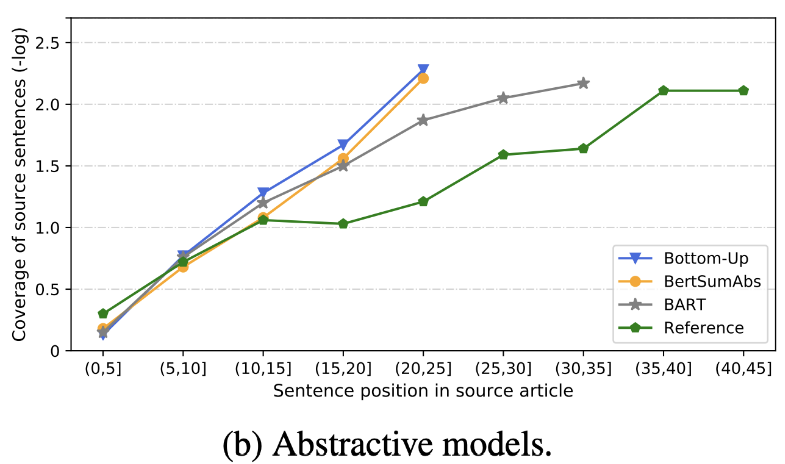 2.5
2.0
1.5
1.0
0.5
0
Coverage of source sentences (-log)
(0,5] (5,10] (10,15] (15,20] (20,25] (25,30] (30,35] (35,40] (40,45]
Sentence position in source article
Bottom-Up
BertSumAbs
BART
Reference
(b) Abstractive models.